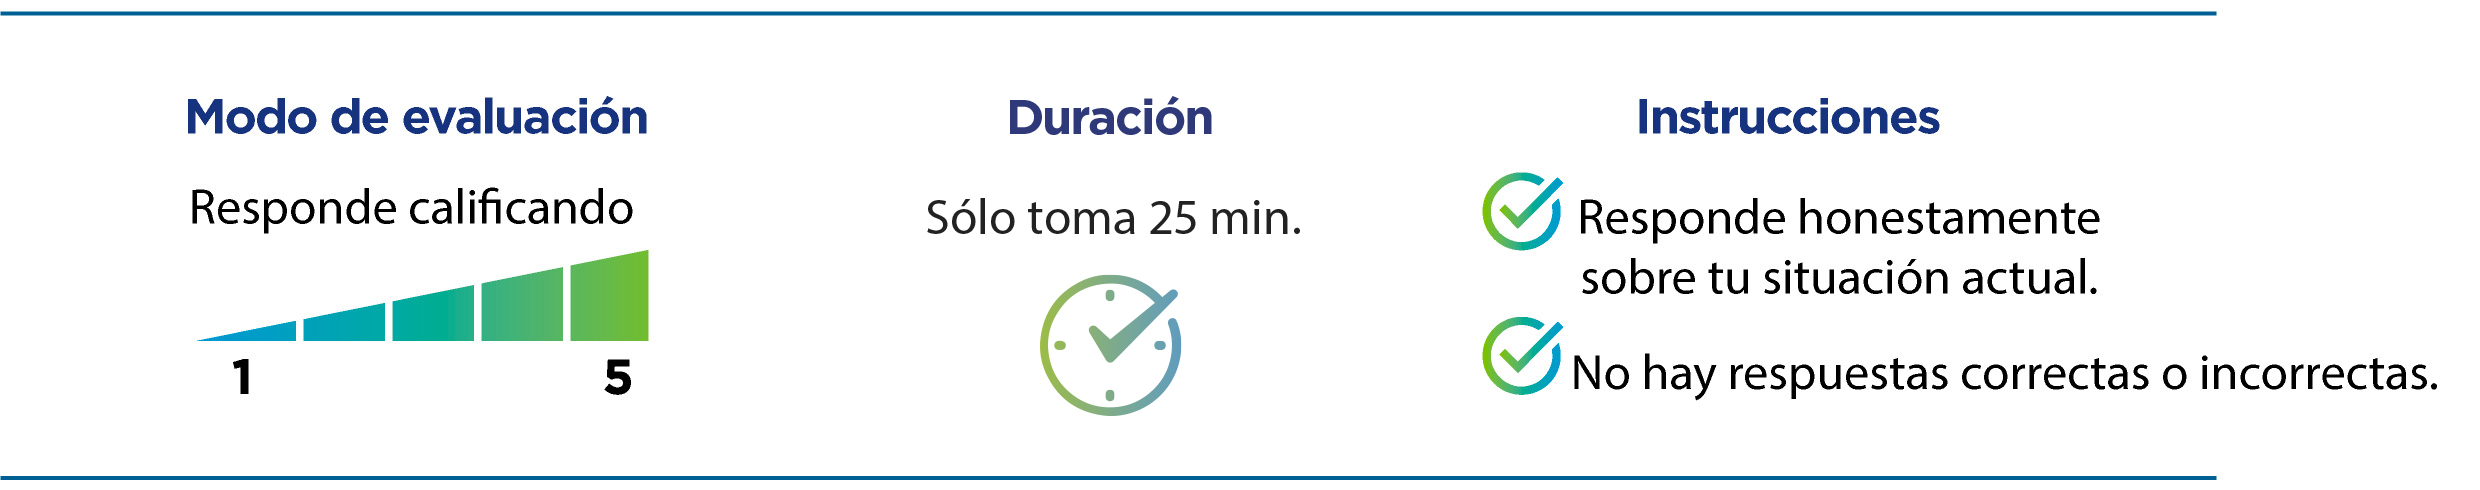 Modo de evaluación
Responde calificando
1
5
Duración
Sólo toma 25 min.
Instrucciones
Responde honestamente
sobre tu situación actual.
No hay respuestas correctas o incorrectas.